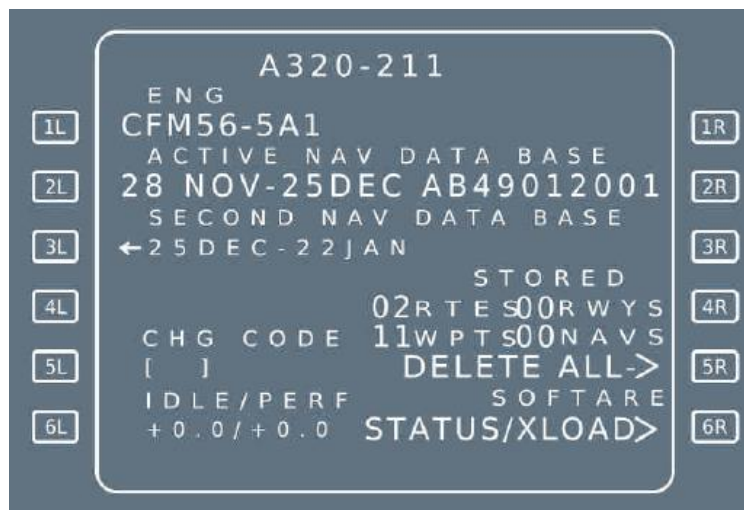 A320-211
ENG
1L CFM56-5A1 1R
ACTIVE NAV DATA BASE
2L 28 NOV-25DEC AB49012001 2R
SECOND NAV DATA BASE
3L ←25DEC-22JAN 3R
STORED
4L 02RTES00RWYS 4R
CHG CODE 11WPTS00NAVS
5L [ ] DELETE ALL-> 5R
IDLE/PERF SOFTARE
6L +0.0/+0.0 STATUS/XLOAD> 6R